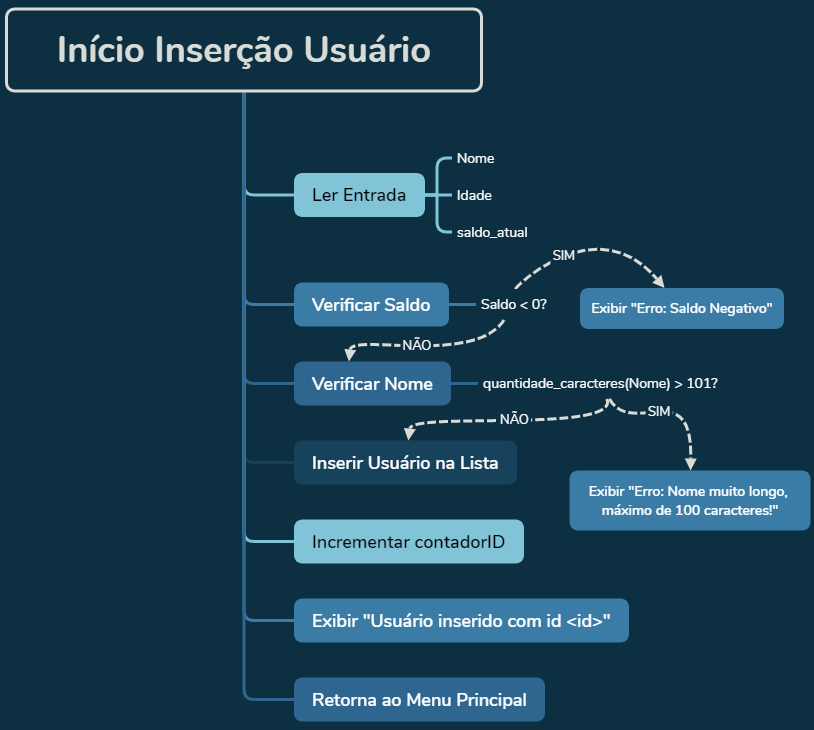 Início Inserção Usuário
Nome
Ler Entrada
Idade
saldo_atual
SIM
Verificar Saldo
Saldo < 0?
Exibir "Erro: Saldo Negativo"
NÃO
Verificar Nome
quantidade_caracteres(Nome) > 101?
NÃO
SIM
Inserir Usuário na Lista
Exibir "Erro: Nome muito longo,
máximo de 100 caracteres!"
Incrementar contadorID
Exibir "Usuário inserido com id <id>"
Retorna ao Menu Principal